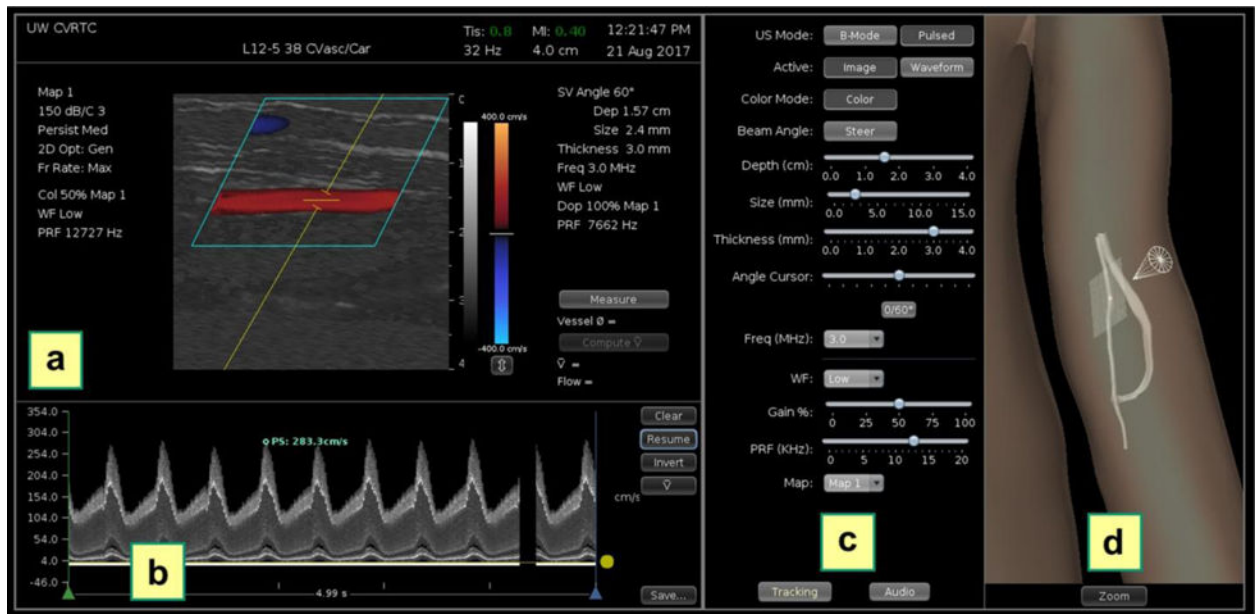 UW CVRTC
Tis: 0.8 MI: 0.40 12:21:47 PM
L12-5 38 CVasc/Car 32 Hz 4.0 cm 21 Aug 2017
Map 1
150 dB/C 3
Persist Med
2D Opt: Gen
Fr Rate: Max
Col 50% Map 1
WF Low
PRF 12727 Hz
0
1
2
3
4
400.0 cm/s
-400.0 cm/s
SV Angle 60°
Dep 1.57 cm
Size 2.4 mm
Thickness 3.0 mm
Freq 3.0 MHz
WF Low
Dop 100% Map 1
PRF 7662 Hz
Measure
Vessel Ø =
Compute V̄
V̄ =
Flow =
a
354.0
304.0
254.0
204.0
154.0
104.0
54.0
4.0
-46.0
PS: 283.3cm/s
4.99 s
cm/s
Clear
Resume
Invert
V̄
Save...
b
US Mode: B-Mode Pulsed
Active: Image Waveform
Color Mode: Color
Beam Angle: Steer
Depth (cm):
0.0 1.0 2.0 3.0 4.0
Size (mm):
0.0 5.0 10.0 15.0
Thickness (mm):
0.0 1.0 2.0 3.0 4.0
Angle Cursor:
0/60°
Freq (MHz): 3.0
WF: Low
Gain %:
0 25 50 75 100
PRF (KHz):
0 5 10 15 20
Map: Map 1
c
Tracking Audio
d
Zoom